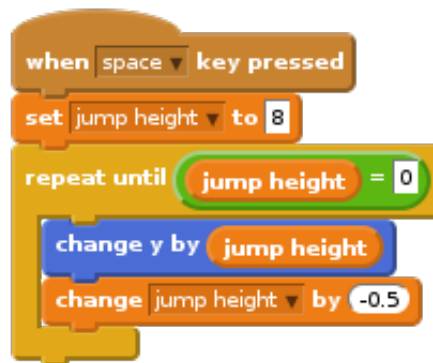 when space key pressed
set jump height to 8
repeat until jump height = 0
change y by jump height
change jump height by -0.5